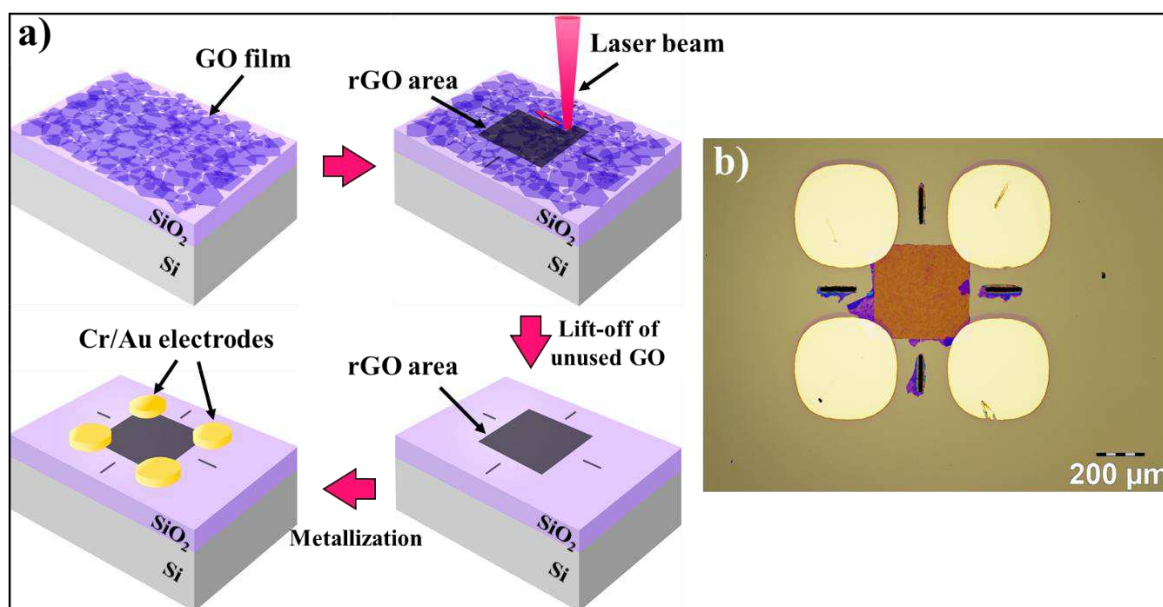 a)
GO film
SiO₂
Si
Laser beam
rGO area
SiO₂
Si
Lift-off of
unused GO
Cr/Au electrodes
SiO₂
Si
Metallization
rGO area
SiO₂
Si
b)
200 µm